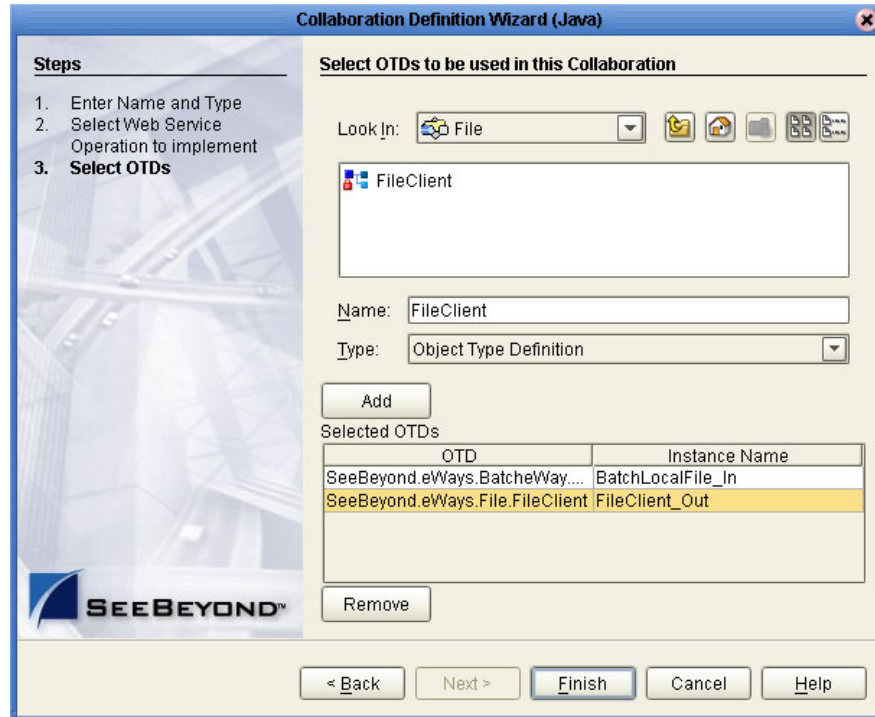 Collaboration Definition Wizard (Java)
Steps
1. Enter Name and Type
2. Select Web Service
Operation to implement
3. Select OTDs
SEEBEYOND™
Select OTDs to be used in this Collaboration
Look In: File
FileClient
Name: FileClient
Type: Object Type Definition
Add
Selected OTDs
OTD Instance Name
SeeBeyond.eWays.BatcheWay.... BatchLocalFile_In
SeeBeyond.eWays.File.FileClient FileClient_Out
Remove
< Back Next > Finish Cancel Help